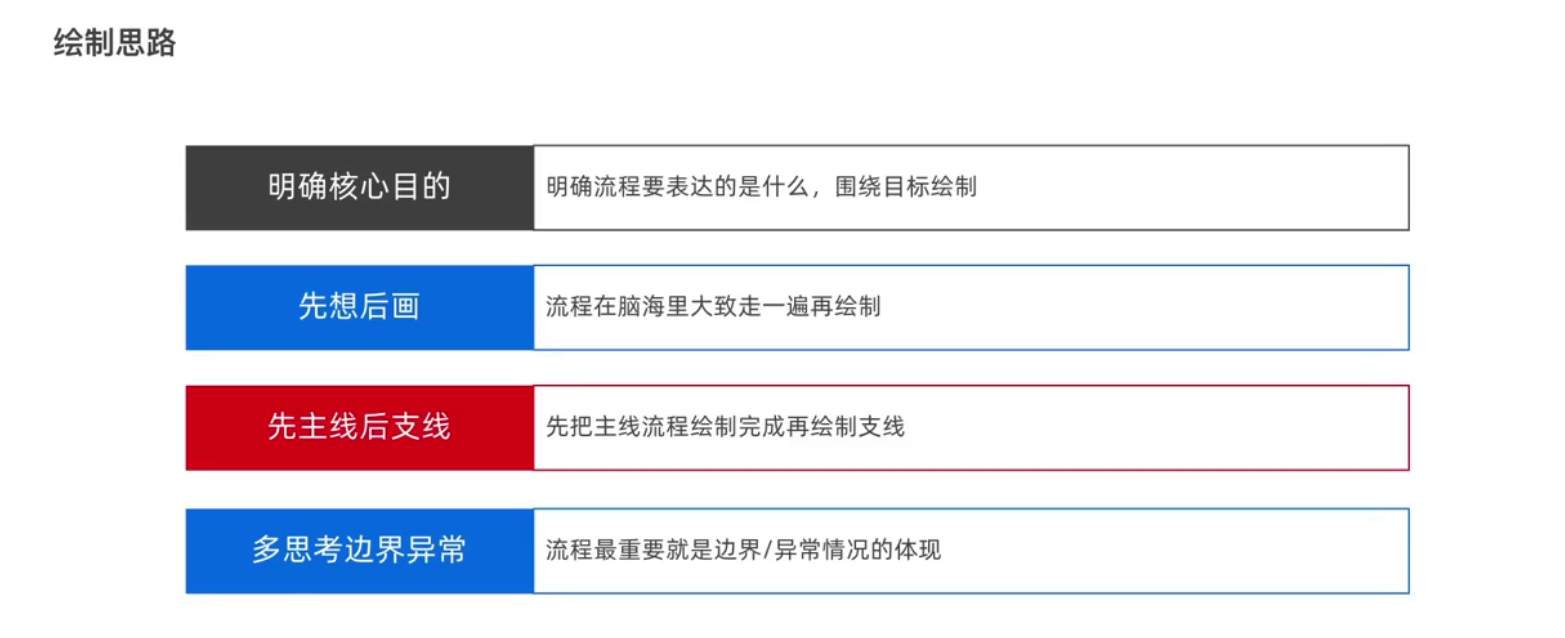 绘制思路
明确核心目的
明确流程要表达的是什么，围绕目标绘制
先想后画
流程在脑海里大致走一遍再绘制
先主线后支线
先把主线流程绘制完成再绘制支线
多思考边界异常
流程最重要就是边界/异常情况的体现